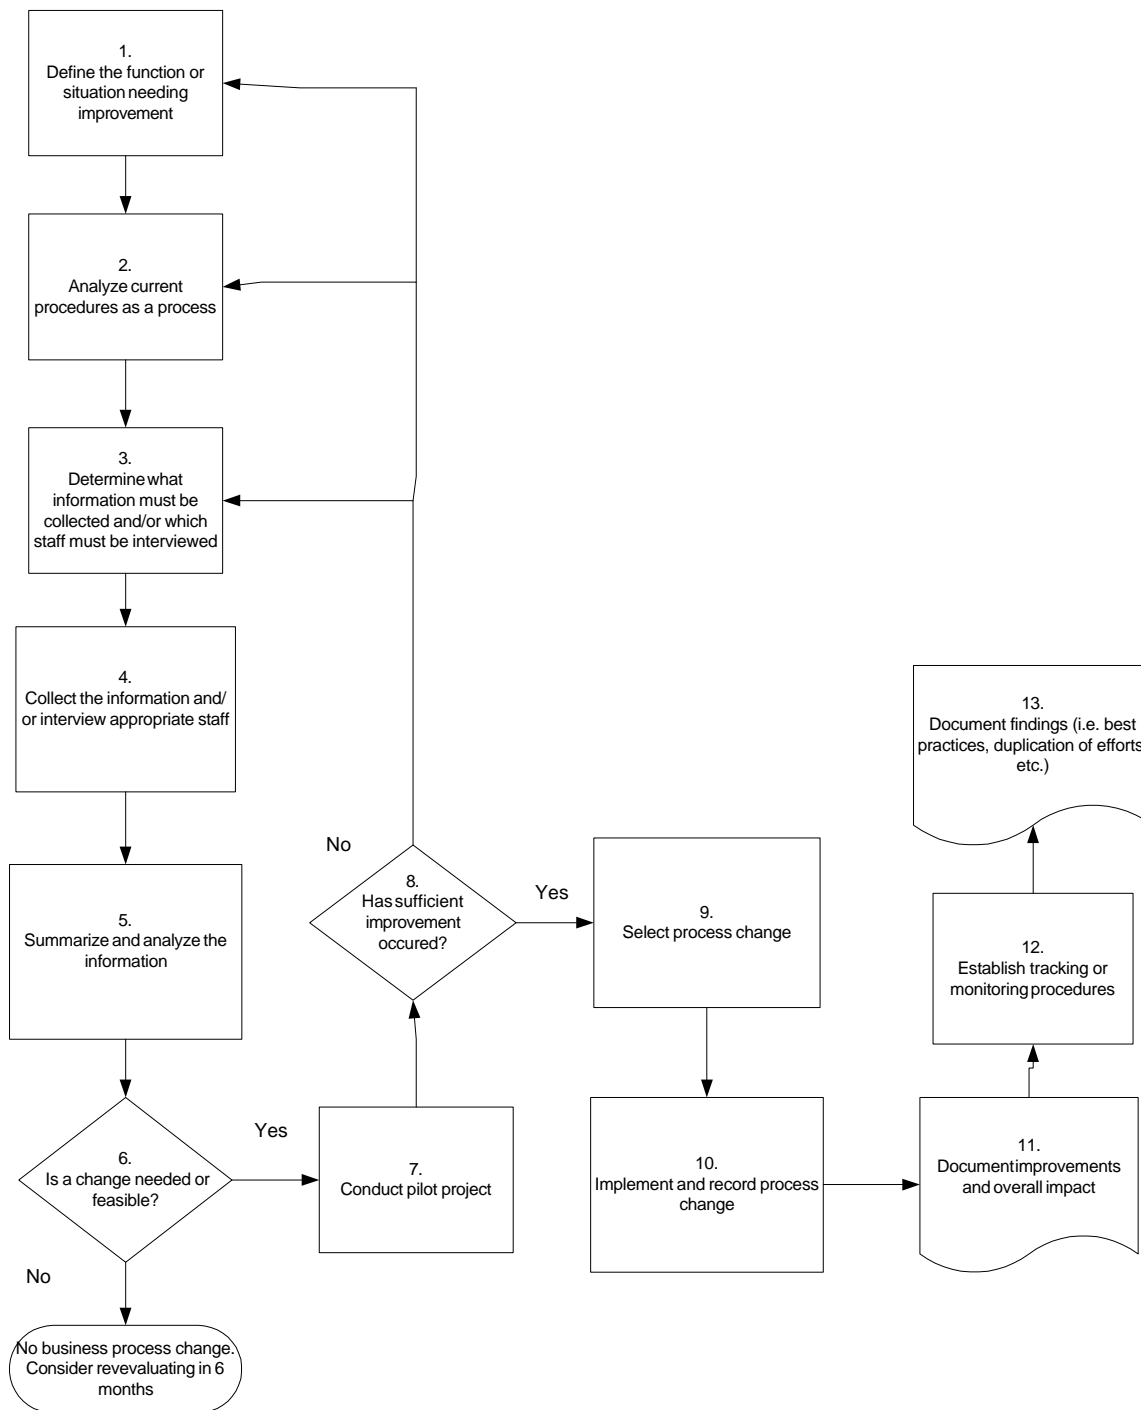 1.
Define the function or
situation needing
improvement
2.
Analyze current
procedures as a process
3.
Determine what
information must be
collected and/or which
staff must be interviewed
4.
Collect the information and/
or interview appropriate staff
5.
Summarize and analyze the
information
6.
Is a change needed or
feasible?
Yes
No
No business process change.
Consider revevaluating in 6
months
7.
Conduct pilot project
8.
Has sufficient
improvement
occured?
No
Yes
9.
Select process change
10.
Implement and record process
change
11.
Document improvements
and overall impact
12.
Establish tracking or
monitoring procedures
13.
Document findings (i.e. best
practices, duplication of efforts
etc.)